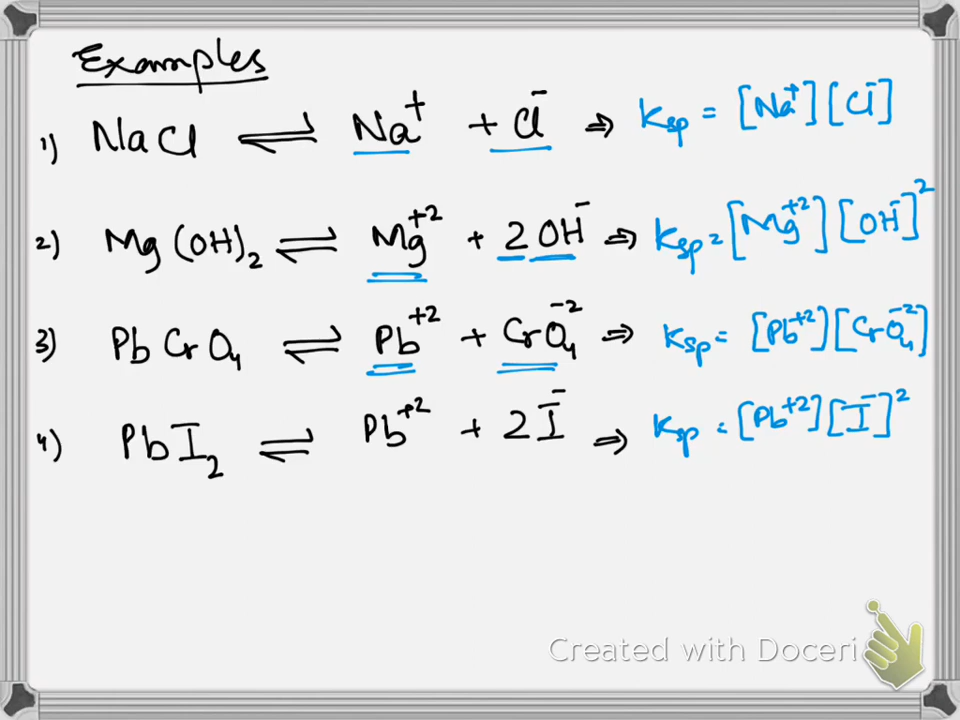 Examples
1) NaCl ⇌ Na⁺ + Cl⁻ ⇒ Ksp = [Na⁺][Cl⁻]
2) Mg(OH)₂ ⇌ Mg⁺² + 2OH⁻ ⇒ Ksp = [Mg⁺²][OH⁻]²
3) PbCrO₄ ⇌ Pb⁺² + CrO₄⁻² ⇒ Ksp = [Pb⁺²][CrO₄⁻²]
4) PbI₂ ⇌ Pb⁺² + 2I⁻ ⇒ Ksp = [Pb⁺²][I⁻]²
Created with Doceri